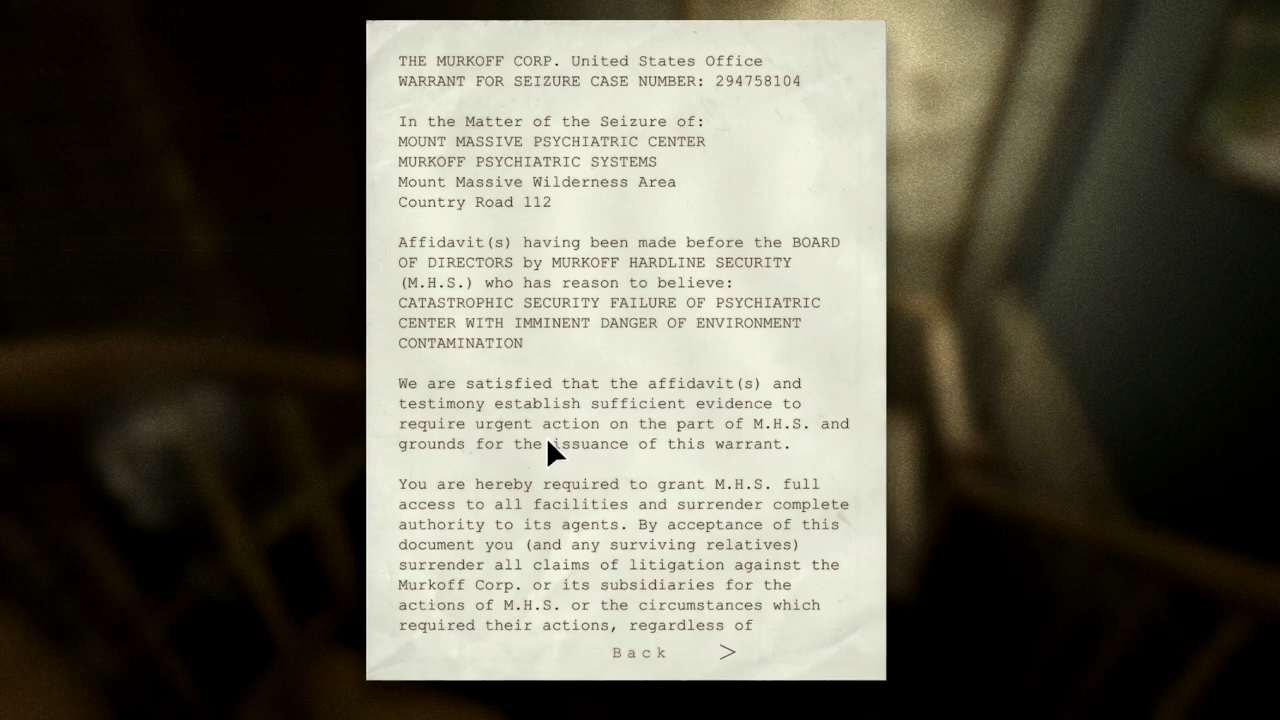 THE MURKOFF CORP. United States Office
WARRANT FOR SEIZURE CASE NUMBER: 294758104
In the Matter of the Seizure of:
MOUNT MASSIVE PSYCHIATRIC CENTER
MURKOFF PSYCHIATRIC SYSTEMS
Mount Massive Wilderness Area
Country Road 112
Affidavit(s) having been made before the BOARD
OF DIRECTORS by MURKOFF HARDLINE SECURITY
(M.H.S.) who has reason to believe:
CATASTROPHIC SECURITY FAILURE OF PSYCHIATRIC
CENTER WITH IMMINENT DANGER OF ENVIRONMENT
CONTAMINATION
We are satisfied that the affidavit(s) and
testimony establish sufficient evidence to
require urgent action on the part of M.H.S. and
grounds for the issuance of this warrant.
You are hereby required to grant M.H.S. full
access to all facilities and surrender complete
authority to its agents. By acceptance of this
document you (and any surviving relatives)
surrender all claims of litigation against the
Murkoff Corp. or its subsidiaries for the
actions of M.H.S. or the circumstances which
required their actions, regardless of
Back >